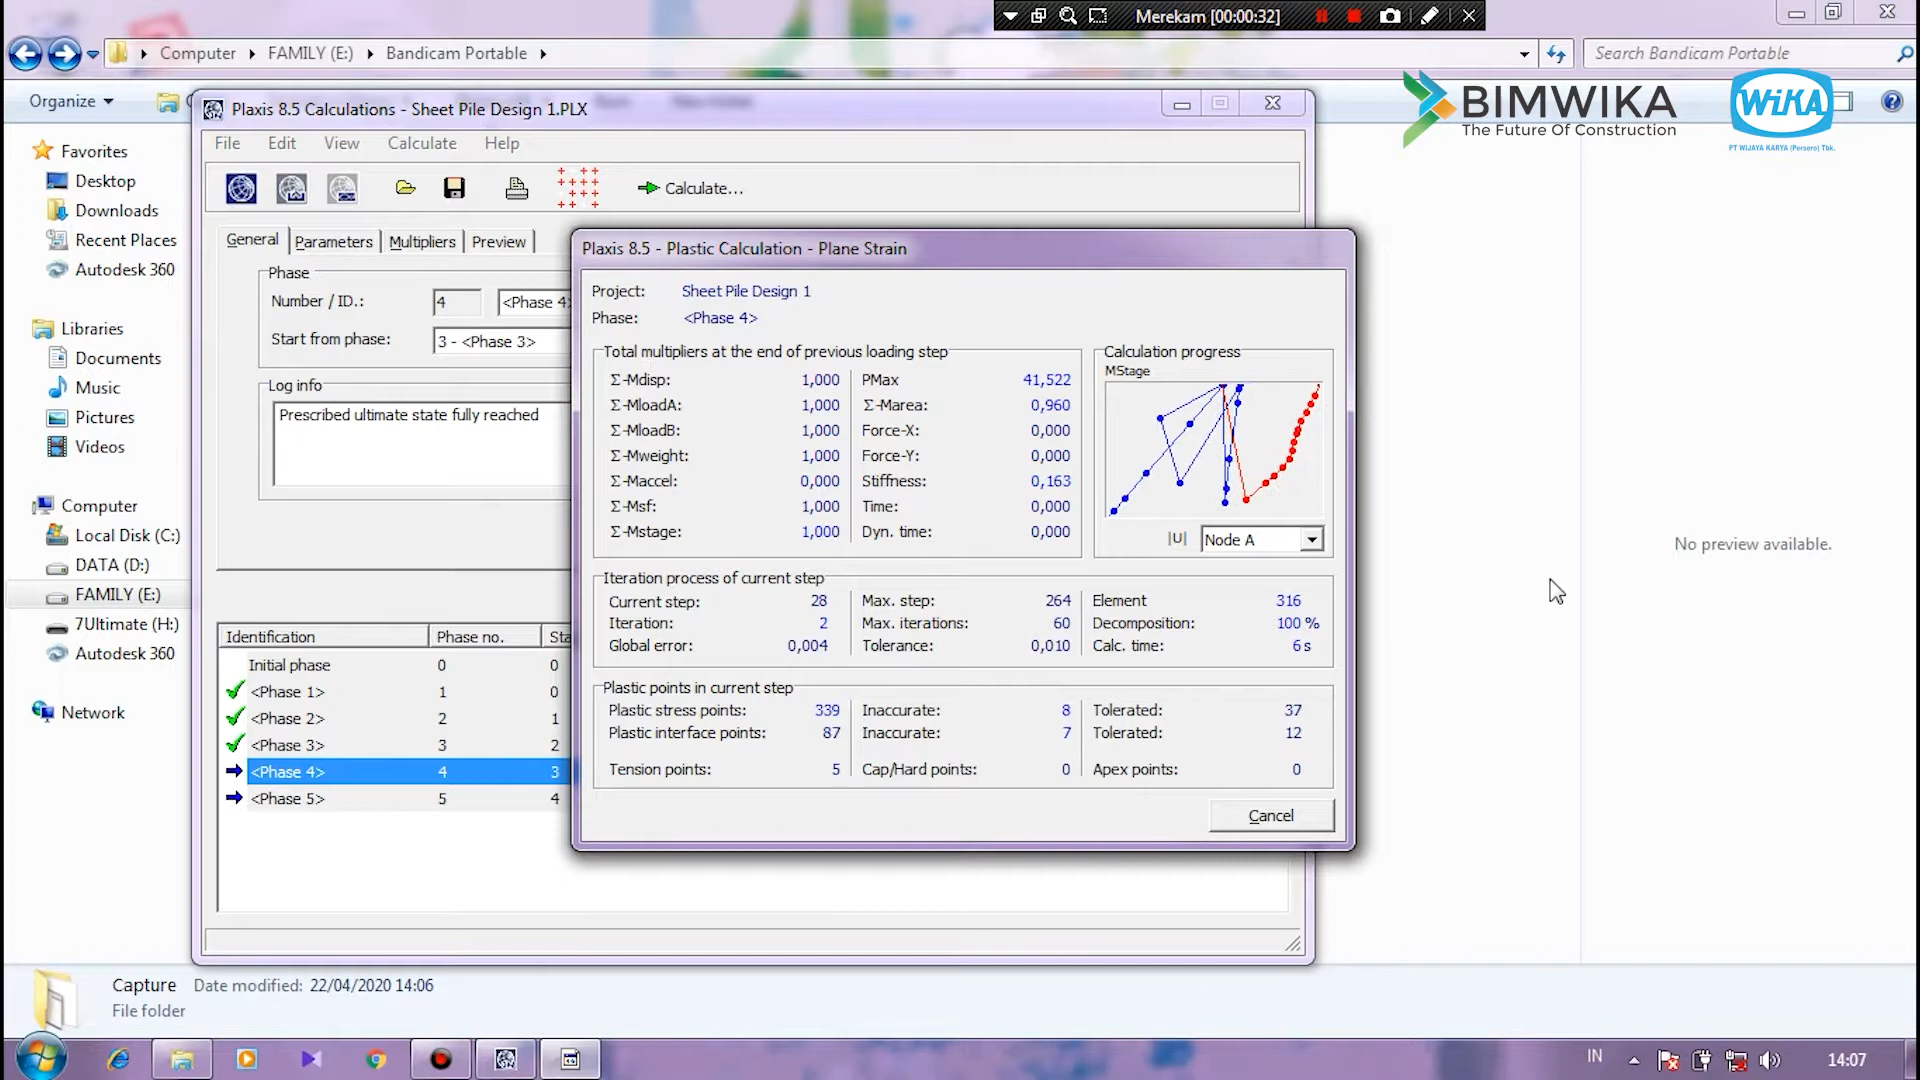 Merekam [00:00:32]
Computer
FAMILY (E:)
Bandicam Portable
Search Bandicam Portable
Organize
BIMWIKA
The Future Of Construction
WiKA
PT WIJAYA KARYA (Persero) Tbk.
Favorites
Desktop
Downloads
Recent Places
Autodesk 360
Libraries
Documents
Music
Pictures
Videos
Computer
Local Disk (C:)
DATA (D:)
FAMILY (E:)
7Ultimate (H:)
Autodesk 360
Network
Plaxis 8.5 Calculations - Sheet Pile Design 1.PLX
File Edit View Calculate Help
Calculate...
General Parameters Multipliers Preview
Phase
Number / ID.: 4 <Phase 4>
Start from phase: 3 - <Phase 3>
Log info
Prescribed ultimate state fully reached
Identification Phase no. Sta
Initial phase 0 0
<Phase 1> 1 0
<Phase 2> 2 1
<Phase 3> 3 2
<Phase 4> 4 3
<Phase 5> 5 4
Plaxis 8.5 - Plastic Calculation - Plane Strain
Project: Sheet Pile Design 1
Phase: <Phase 4>
Total multipliers at the end of previous loading step
Σ-Mdisp: 1,000 PMax 41,522
Σ-MloadA: 1,000 Σ-Marea: 0,960
Σ-MloadB: 1,000 Force-X: 0,000
Σ-Mweight: 1,000 Force-Y: 0,000
Σ-Maccel: 0,000 Stiffness: 0,163
Σ-Msf: 1,000 Time: 0,000
Σ-Mstage: 1,000 Dyn. time: 0,000
Calculation progress
MStage
|U| Node A
Iteration process of current step
Current step: 28 Max. step: 264 Element 316
Iteration: 2 Max. iterations: 60 Decomposition: 100 %
Global error: 0,004 Tolerance: 0,010 Calc. time: 6 s
Plastic points in current step
Plastic stress points: 339 Inaccurate: 8 Tolerated: 37
Plastic interface points: 87 Inaccurate: 7 Tolerated: 12
Tension points: 5 Cap/Hard points: 0 Apex points: 0
Cancel
No preview available.
Capture Date modified: 22/04/2020 14:06
File folder
IN
14:07